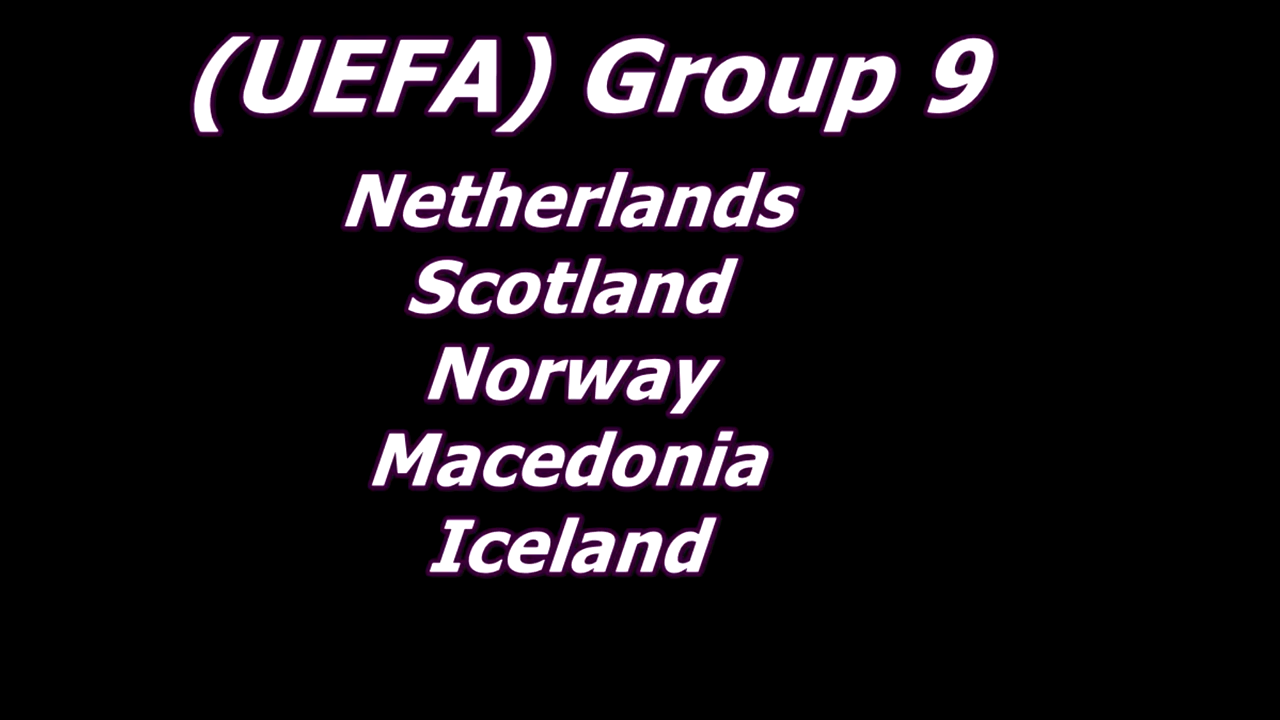 (UEFA) Group 9
Netherlands
Scotland
Norway
Macedonia
Iceland